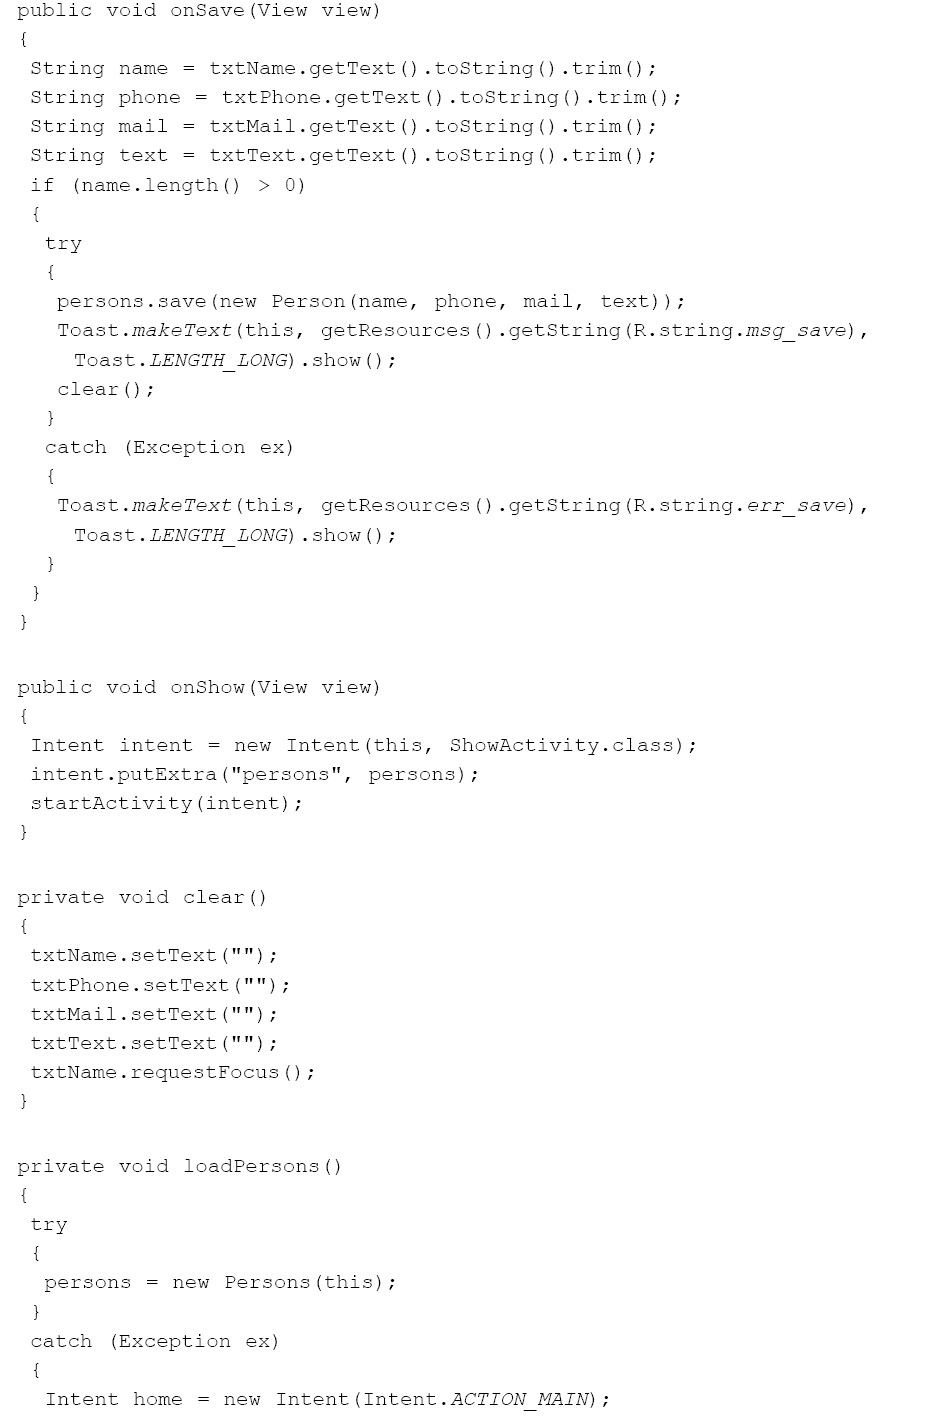 public void onSave(View view)
{
 String name = txtName.getText().toString().trim();
 String phone = txtPhone.getText().toString().trim();
 String mail = txtMail.getText().toString().trim();
 String text = txtText.getText().toString().trim();
 if (name.length() > 0)
 {
  try
  {
   persons.save(new Person(name, phone, mail, text));
   Toast.makeText(this, getResources().getString(R.string.msg_save),
    Toast.LENGTH_LONG).show();
   clear();
  }
  catch (Exception ex)
  {
   Toast.makeText(this, getResources().getString(R.string.err_save),
    Toast.LENGTH_LONG).show();
  }
 }
}

public void onShow(View view)
{
 Intent intent = new Intent(this, ShowActivity.class);
 intent.putExtra("persons", persons);
 startActivity(intent);
}

private void clear()
{
 txtName.setText("");
 txtPhone.setText("");
 txtMail.setText("");
 txtText.setText("");
 txtName.requestFocus();
}

private void loadPersons()
{
 try
 {
  persons = new Persons(this);
 }
 catch (Exception ex)
 {
  Intent home = new Intent(Intent.ACTION_MAIN);